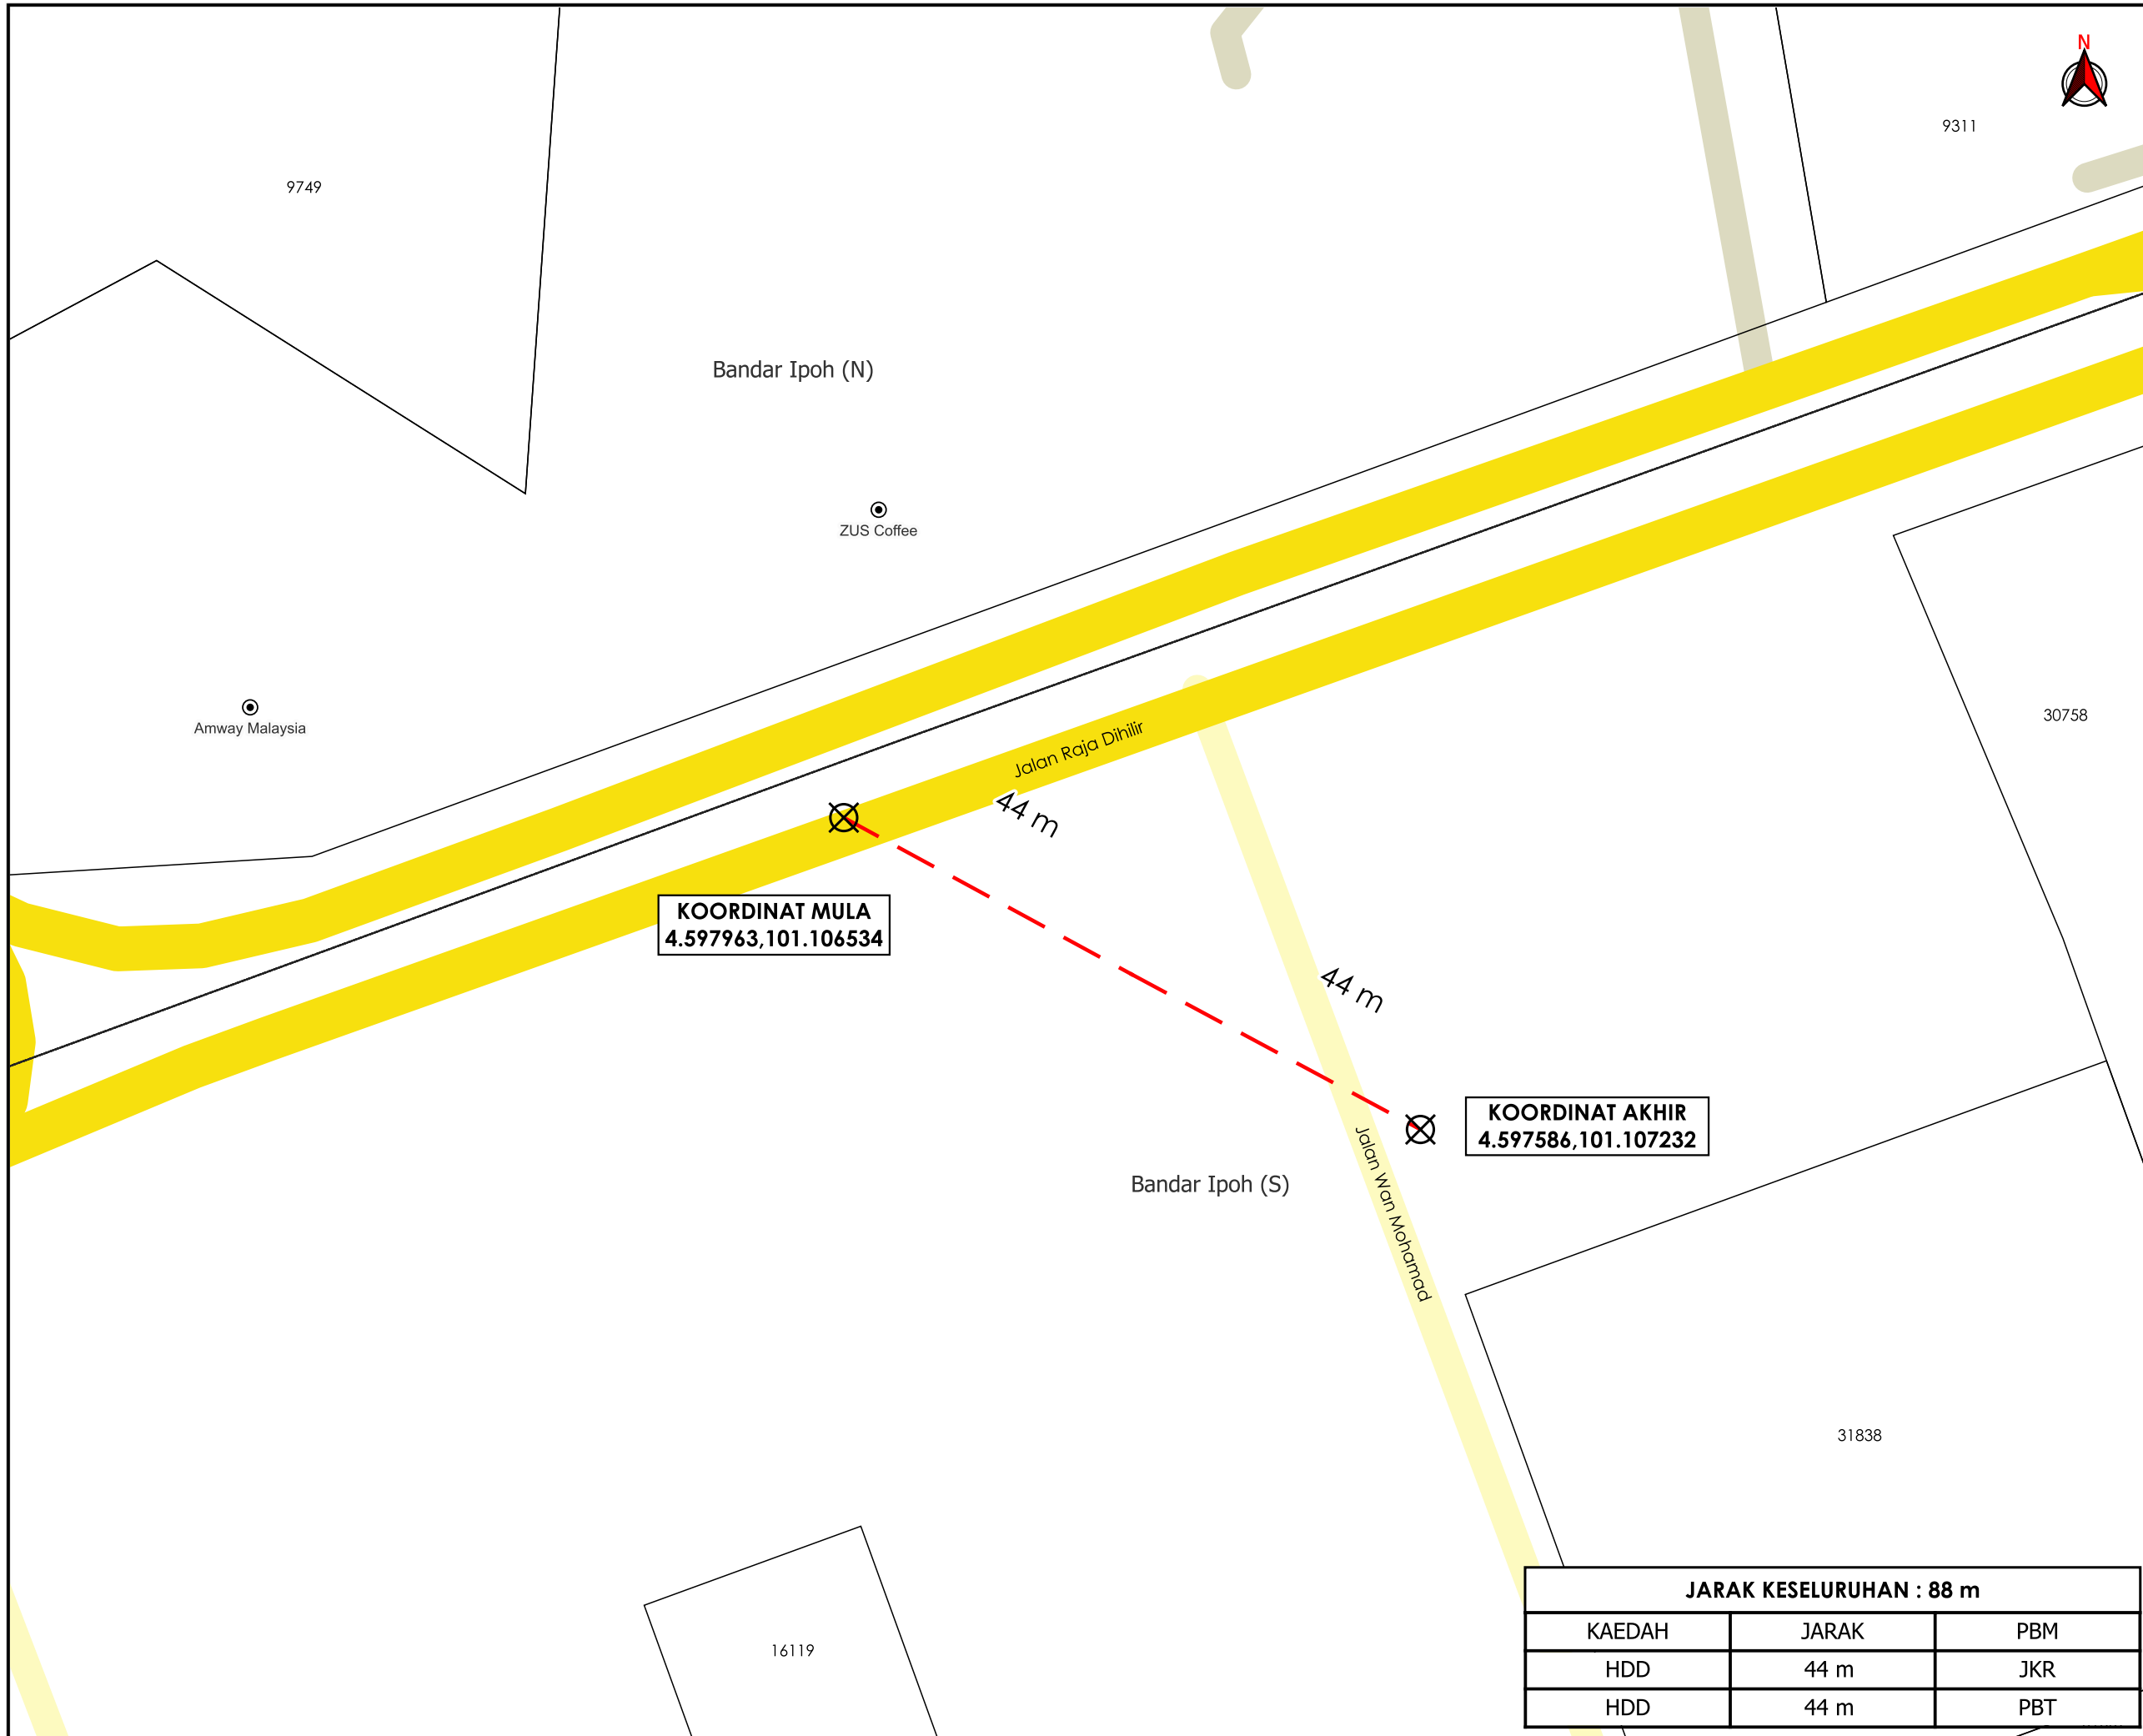 N
9311
9749
Bandar Ipoh (N)
ZUS Coffee
30758
Amway Malaysia
Jalan Raja Dihilir
44 m
KOORDINAT MULA
4.597963,101.106534
44 m
KOORDINAT AKHIR
4.597586,101.107232
Bandar Ipoh (S)
Jalan Wan Mohamad
31838
16119
JARAK KESELURUHAN : 88 m
KAEDAH JARAK PBM
HDD 44 m JKR
HDD 44 m PBT